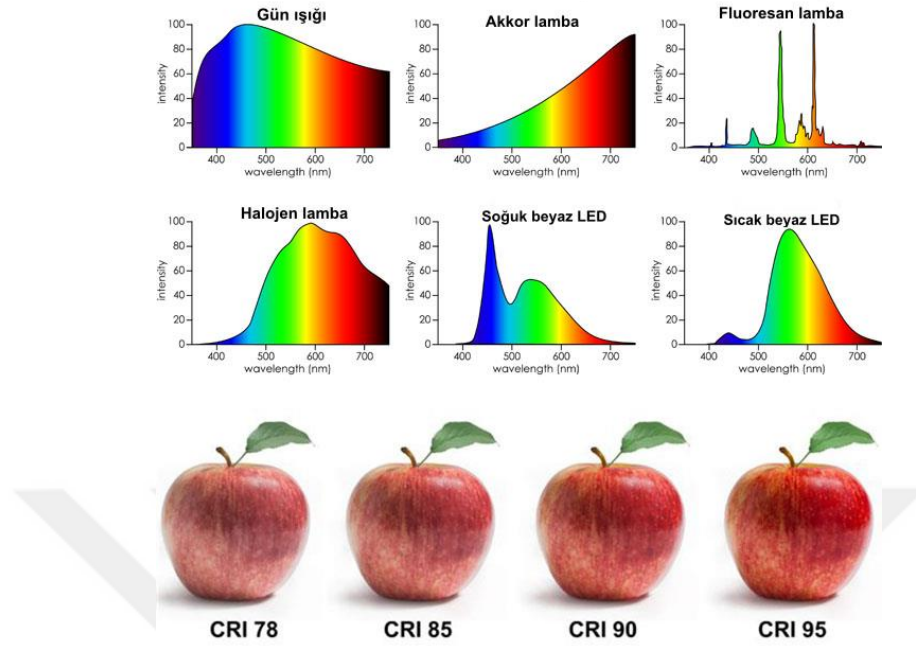 Gün ışığı
100
80
60
40
20
0
intensity
400 500 600 700
wavelength (nm)
Akkor lamba
100
80
60
40
20
0
intensity
400 500 600 700
wavelength (nm)
Fluoresan lamba
100
80
60
40
20
0
intensity
400 500 600 700
wavelength (nm)
Halojen lamba
100
80
60
40
20
0
intensity
400 500 600 700
wavelength (nm)
Soğuk beyaz LED
100
80
60
40
20
0
intensity
400 500 600 700
wavelength (nm)
Sıcak beyaz LED
100
80
60
40
20
0
intensity
400 500 600 700
wavelength (nm)
CRI 78
CRI 85
CRI 90
CRI 95